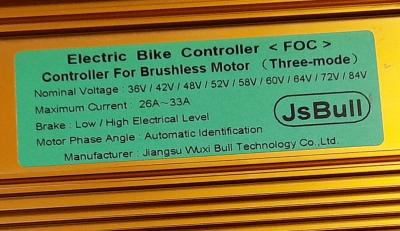 Electric Bike Controller < FOC >
Controller For Brushless Motor （Three-mode）
Nominal Voltage : 36V / 42V / 48V / 52V / 58V / 60V / 64V / 72V / 84V
Maximum Current : 26A～33A
JsBull
Brake : Low / High Electrical Level
Motor Phase Angle : Automatic Identification
Manufacturer : Jiangsu Wuxi Bull Technology Co.,Ltd.